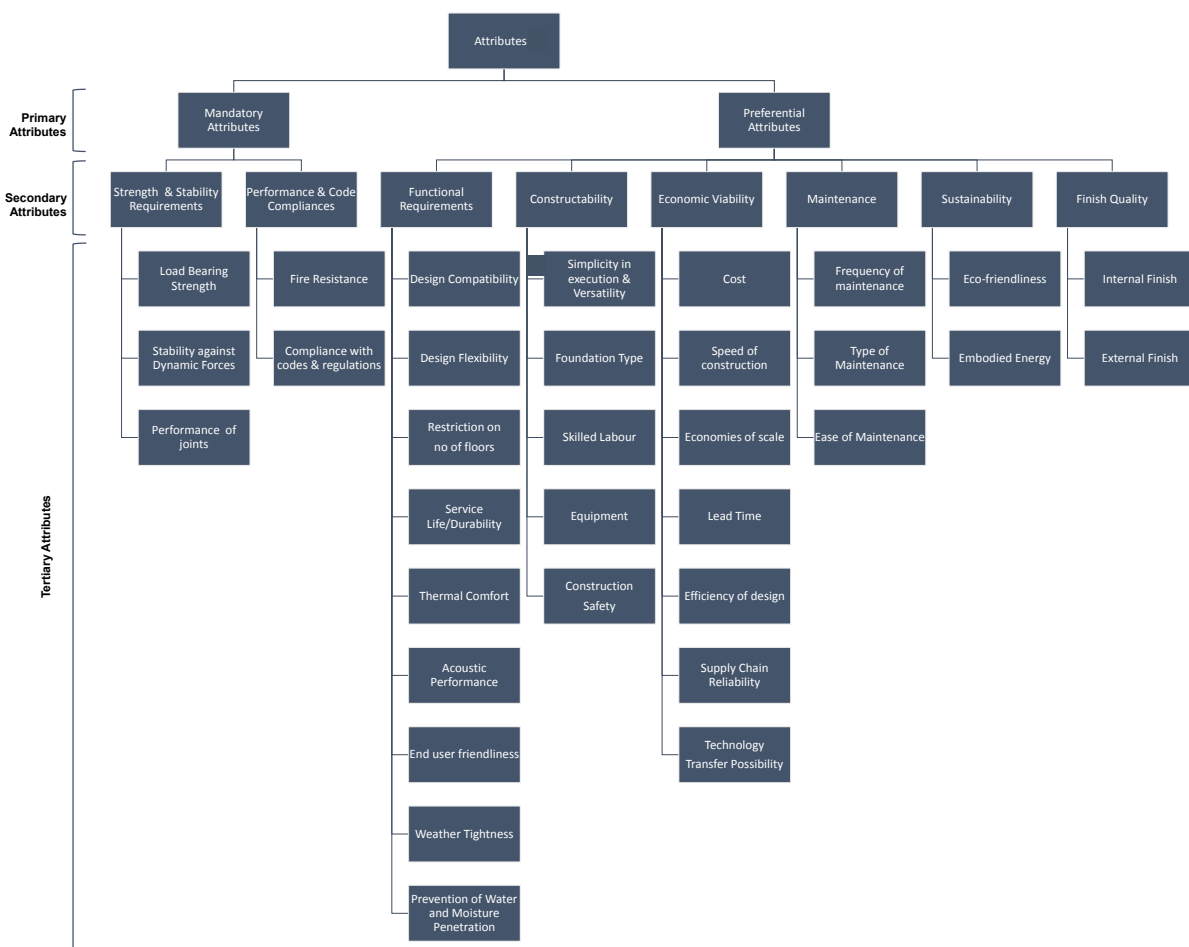 Attributes
Primary
Attributes
Mandatory
Attributes
Preferential
Attributes
Secondary
Attributes
Strength & Stability
Requirements
Performance & Code
Compliances
Functional
Requirements
Constructability
Economic Viability
Maintenance
Sustainability
Finish Quality
Tertiary Attributes
Load Bearing
Strength
Stability against
Dynamic Forces
Performance of
joints
Fire Resistance
Compliance with
codes & regulations
Design Compatibility
Design Flexibility
Restriction on
no of floors
Service
Life/Durability
Thermal Comfort
Acoustic
Performance
End user friendliness
Weather Tightness
Prevention of Water
and Moisture
Penetration
Simplicity in
execution &
Versatility
Foundation Type
Skilled Labour
Equipment
Construction
Safety
Cost
Speed of
construction
Economies of scale
Lead Time
Efficiency of design
Supply Chain
Reliability
Technology
Transfer Possibility
Frequency of
maintenance
Type of
Maintenance
Ease of Maintenance
Eco-friendliness
Embodied Energy
Internal Finish
External Finish